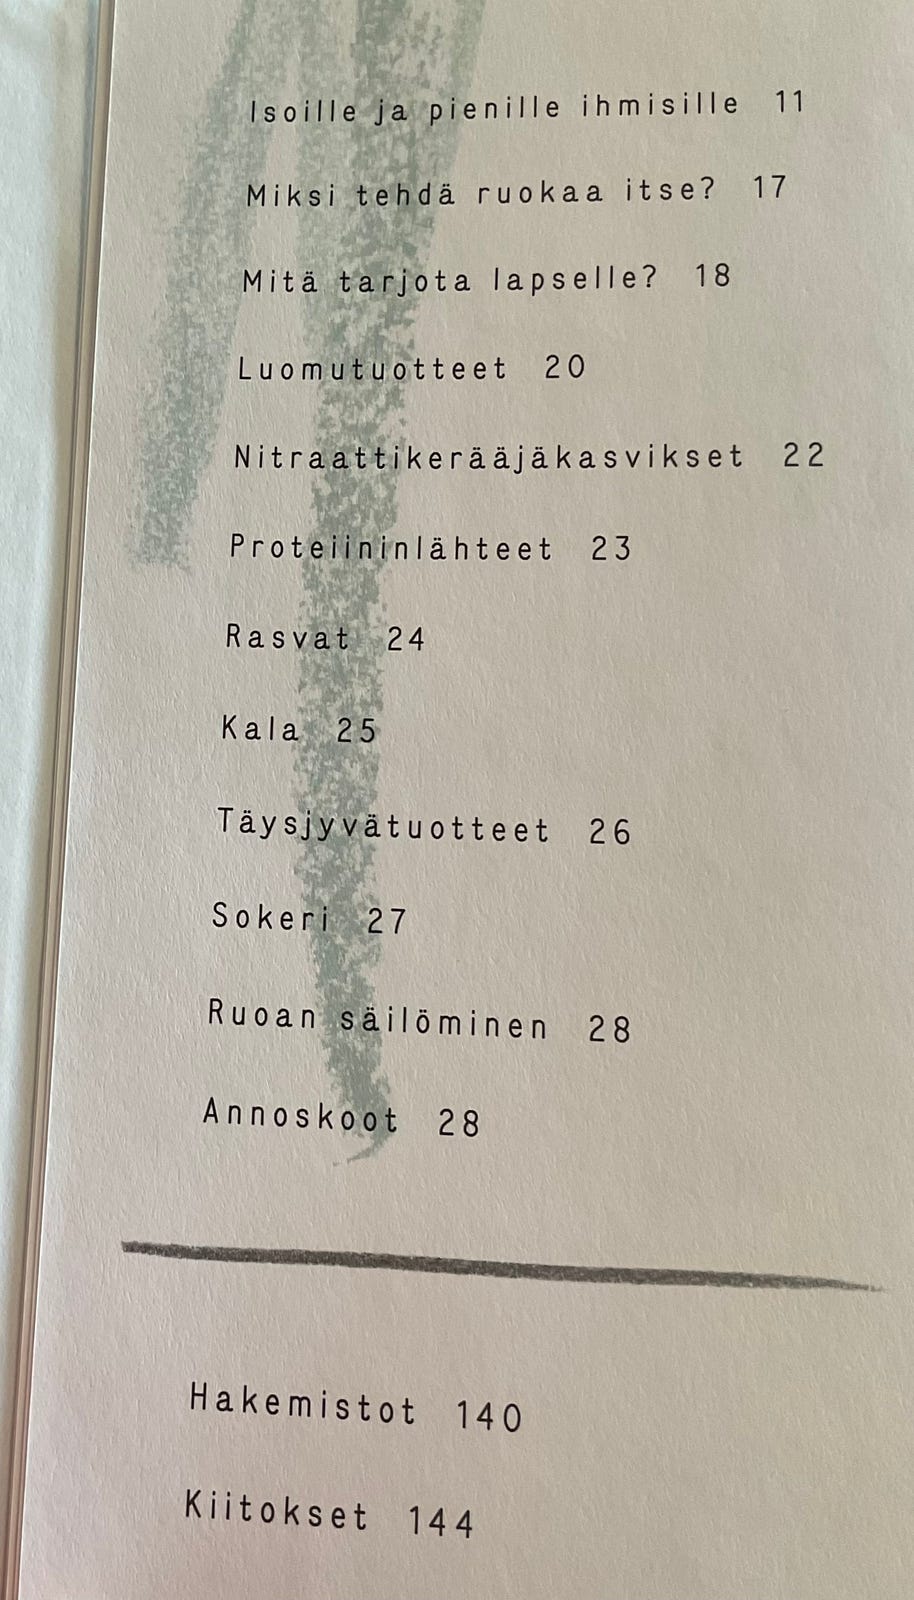 Isoille ja pienille ihmisille 11
Miksi tehdä ruokaa itse? 17
Mitä tarjota lapselle? 18
Luomutuotteet 20
Nitraattikerääjäkasvikset 22
Proteiininlähteet 23
Rasvat 24
Kala 25
Täysjyvätuotteet 26
Sokeri 27
Ruoan säilöminen 28
Annoskoot 28
Hakemistot 140
Kiitokset 144